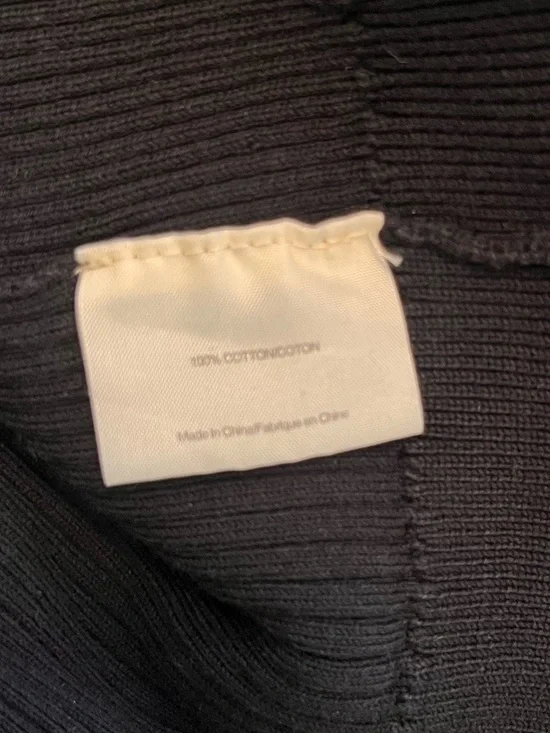 100% COTTON/COTON
Made in China/Fabriqué en Chine